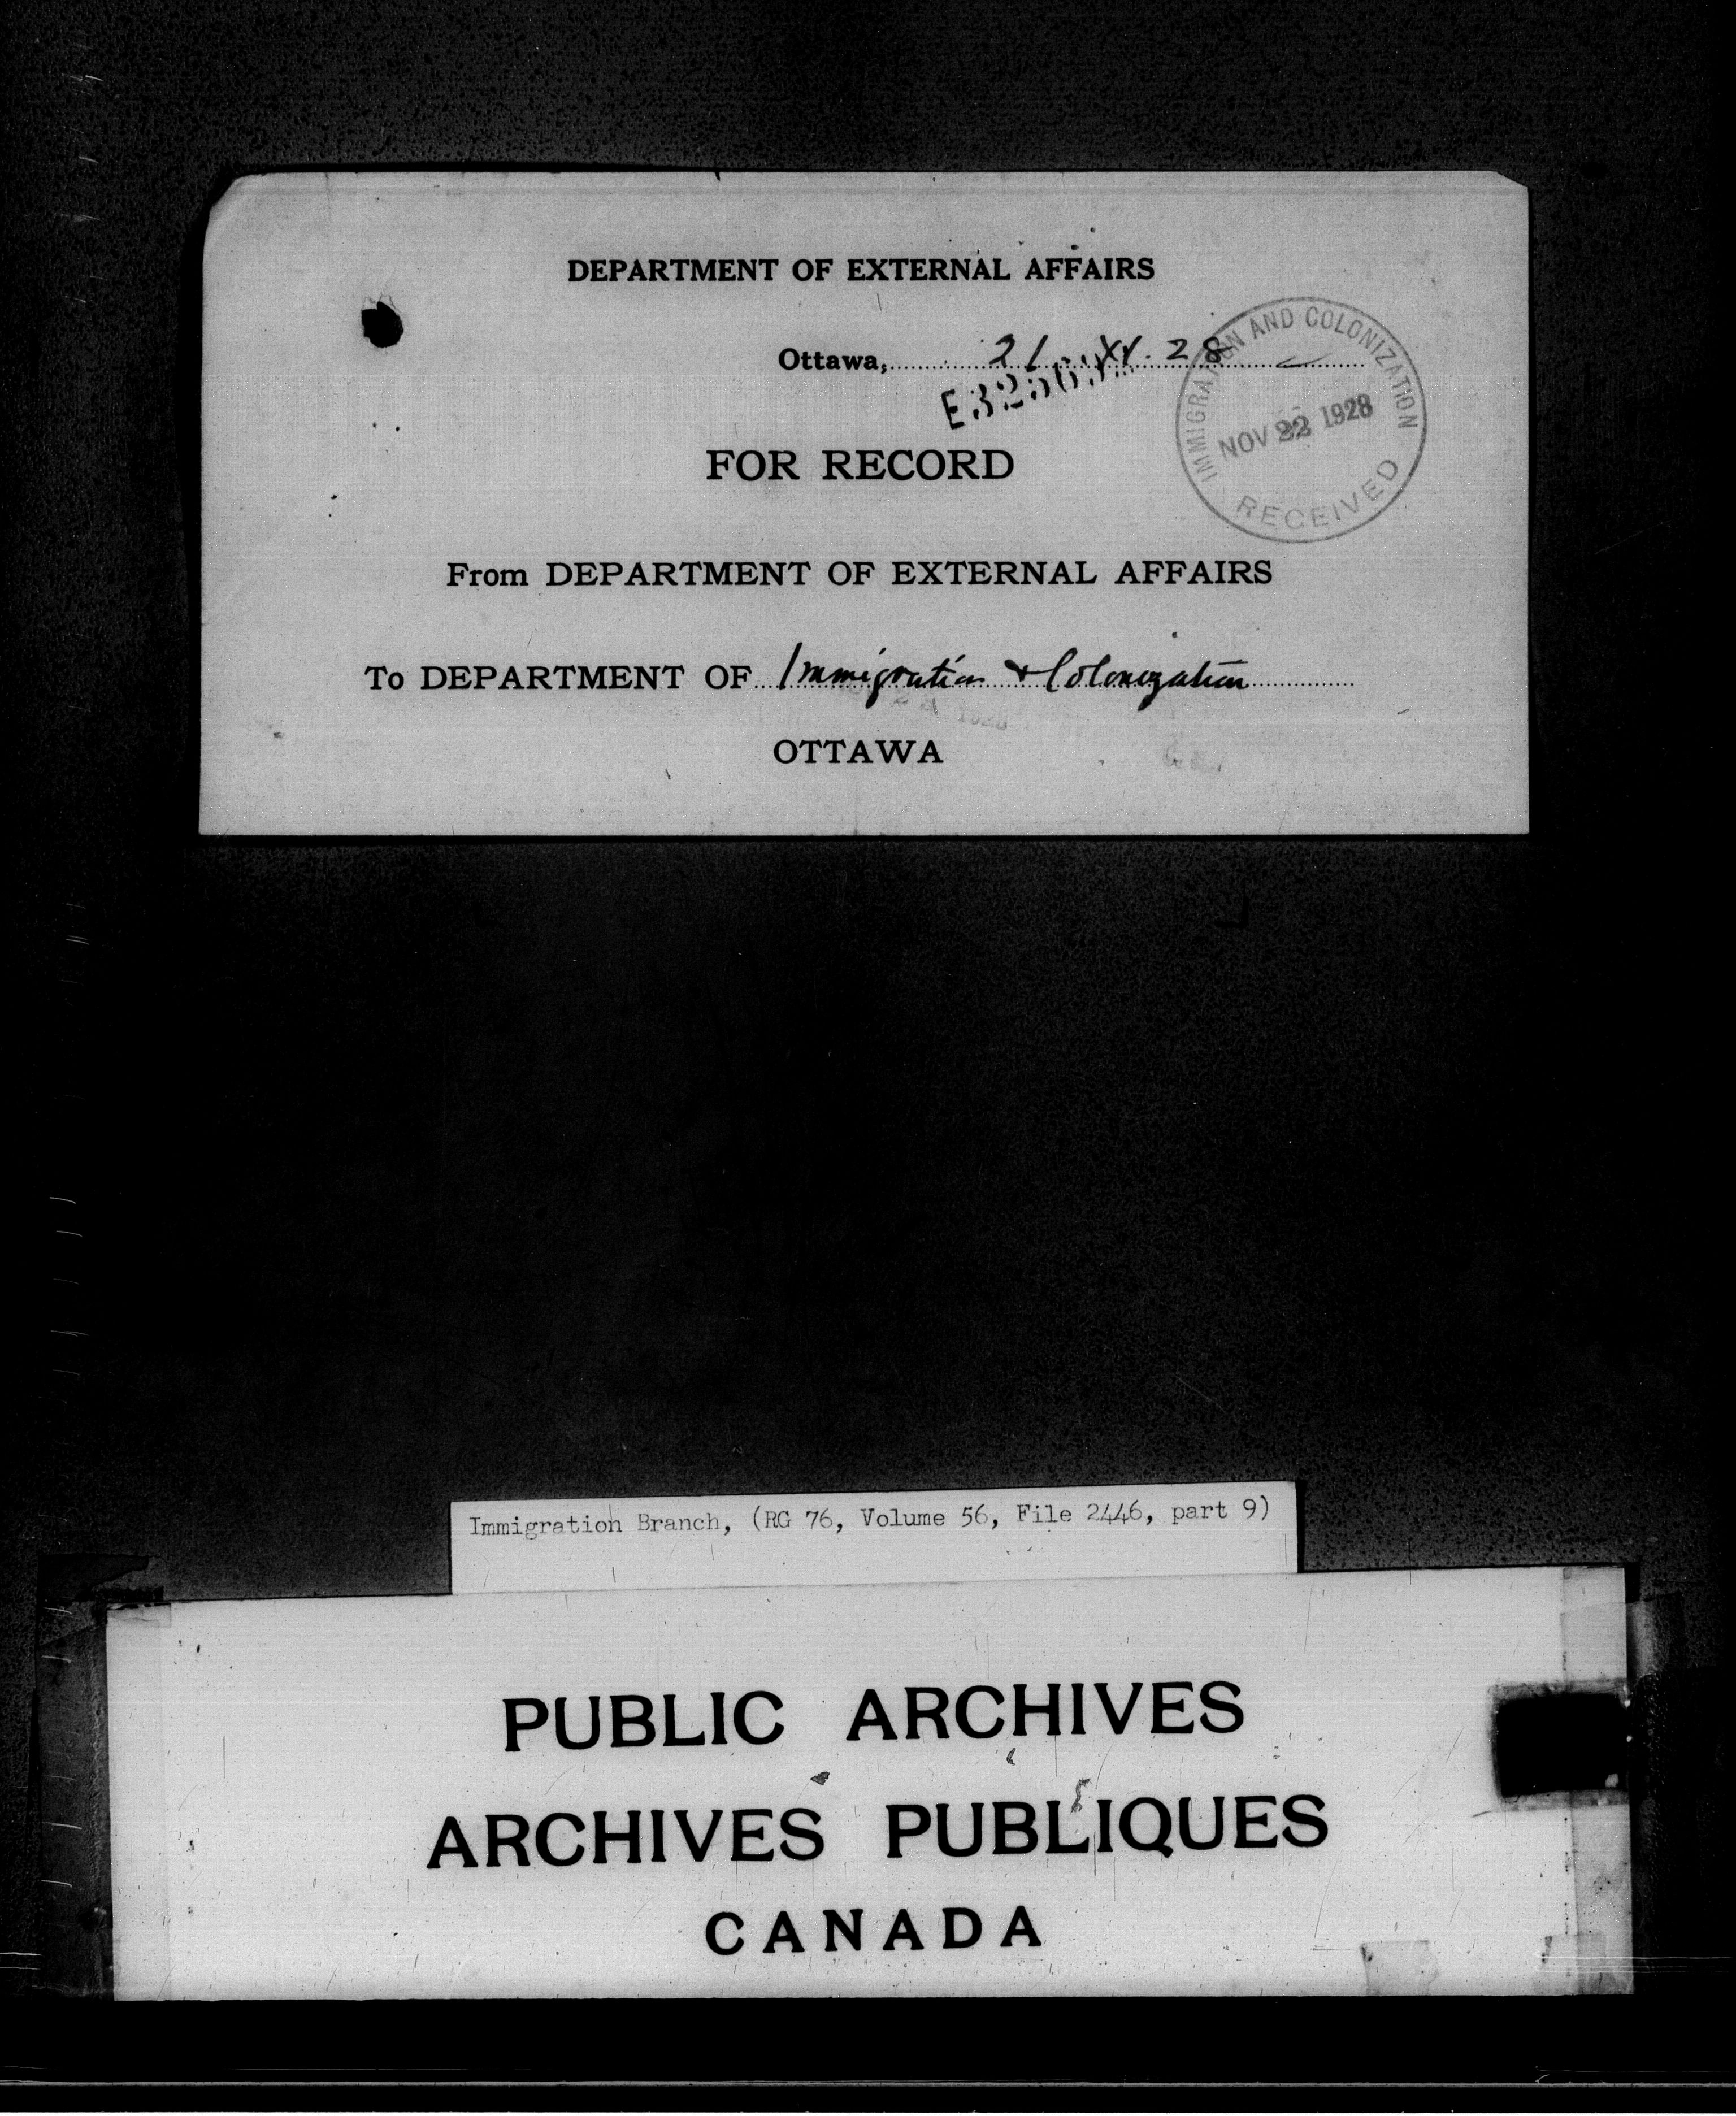 DEPARTMENT OF EXTERNAL AFFAIRS
Ottawa, 21. XI. 28
IMMIGRATION AND COLONIZATION
NOV 22 1928
RECEIVED
FOR RECORD
From DEPARTMENT OF EXTERNAL AFFAIRS
To DEPARTMENT OF Immigration & Colonization
OTTAWA
Immigration Branch, (RG 76, Volume 56, File 2446, part 9)
PUBLIC ARCHIVES
ARCHIVES PUBLIQUES
CANADA